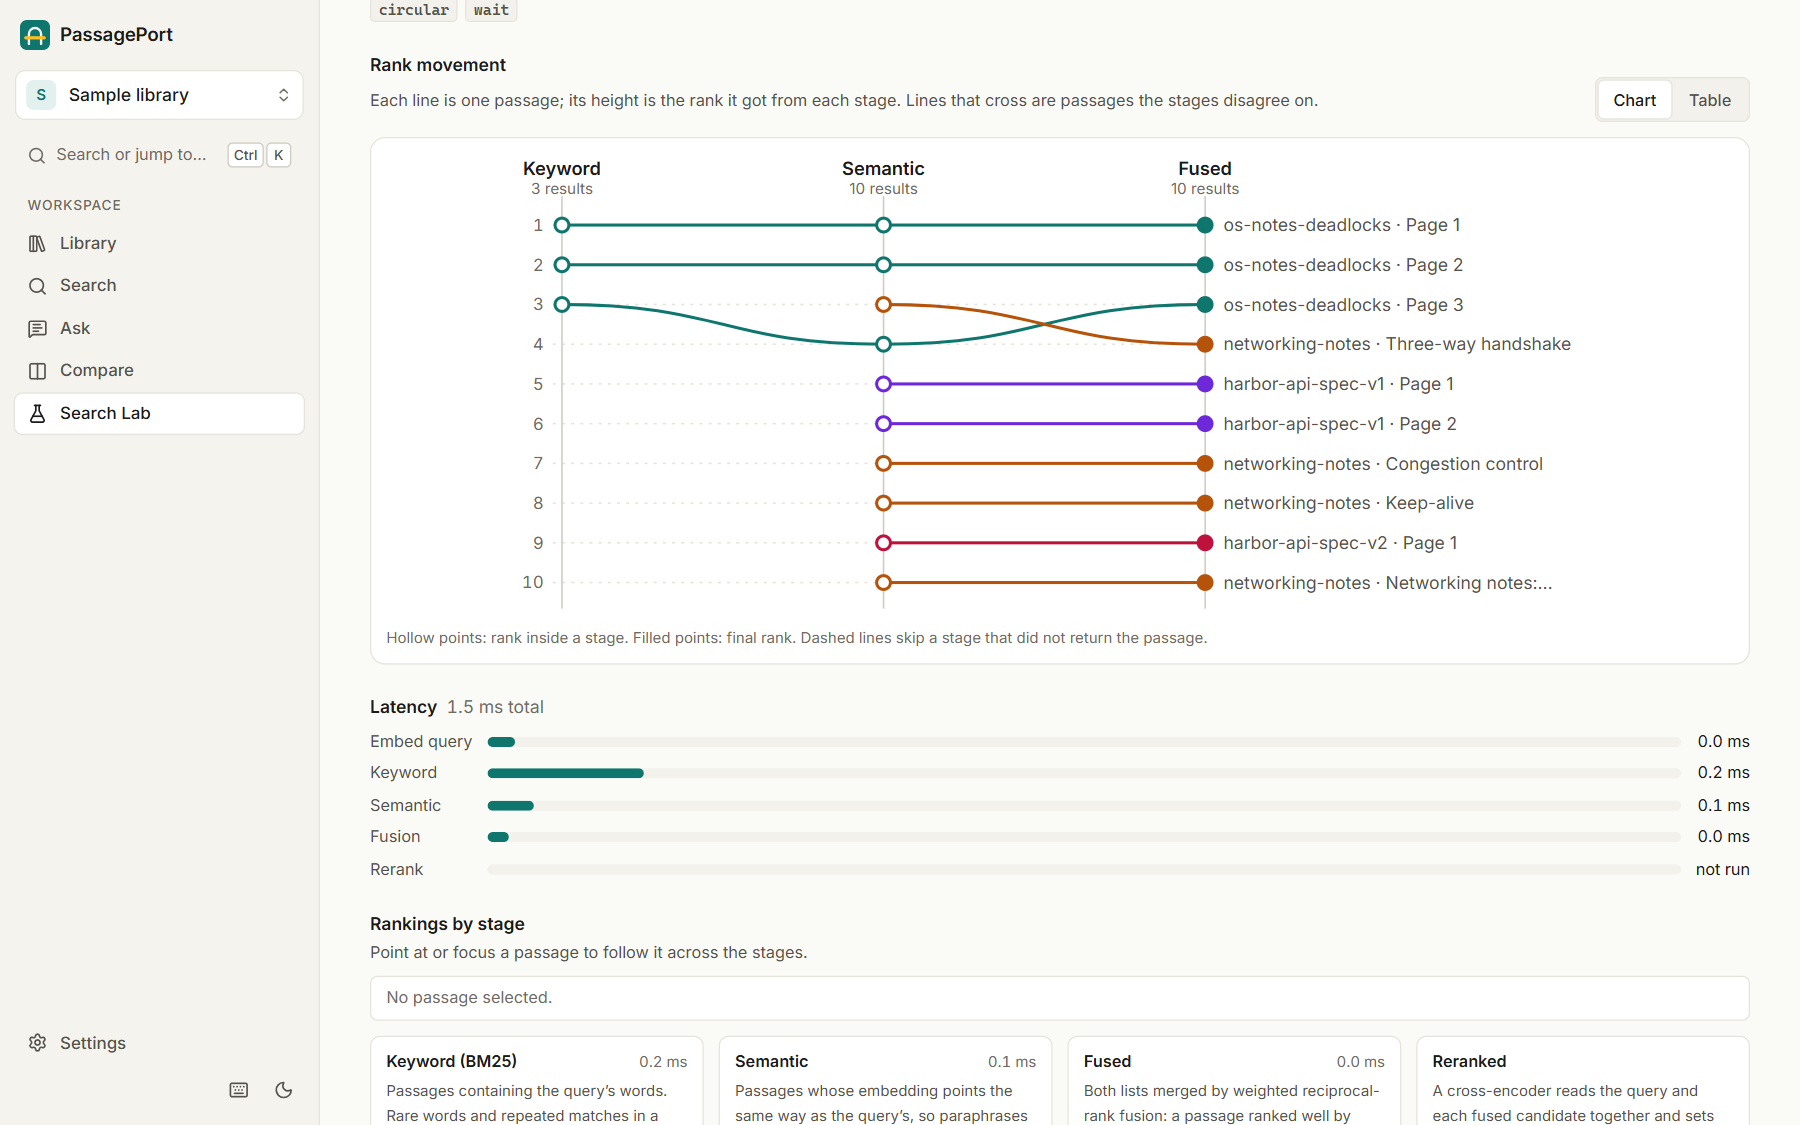 PassagePort
S Sample library
Search or jump to... Ctrl K
WORKSPACE
Library
Search
Ask
Compare
Search Lab
Settings
circular wait
Rank movement
Each line is one passage; its height is the rank it got from each stage. Lines that cross are passages the stages disagree on.
Chart Table
Keyword Semantic Fused
3 results 10 results 10 results
1 os-notes-deadlocks · Page 1
2 os-notes-deadlocks · Page 2
3 os-notes-deadlocks · Page 3
4 networking-notes · Three-way handshake
5 harbor-api-spec-v1 · Page 1
6 harbor-api-spec-v1 · Page 2
7 networking-notes · Congestion control
8 networking-notes · Keep-alive
9 harbor-api-spec-v2 · Page 1
10 networking-notes · Networking notes:...
Hollow points: rank inside a stage. Filled points: final rank. Dashed lines skip a stage that did not return the passage.
Latency 1.5 ms total
Embed query 0.0 ms
Keyword 0.2 ms
Semantic 0.1 ms
Fusion 0.0 ms
Rerank not run
Rankings by stage
Point at or focus a passage to follow it across the stages.
No passage selected.
Keyword (BM25) 0.2 ms
Passages containing the query's words.
Rare words and repeated matches in a
Semantic 0.1 ms
Passages whose embedding points the
same way as the query's, so paraphrases
Fused 0.0 ms
Both lists merged by weighted reciprocal-
rank fusion: a passage ranked well by
Reranked
A cross-encoder reads the query and
each fused candidate together and sets